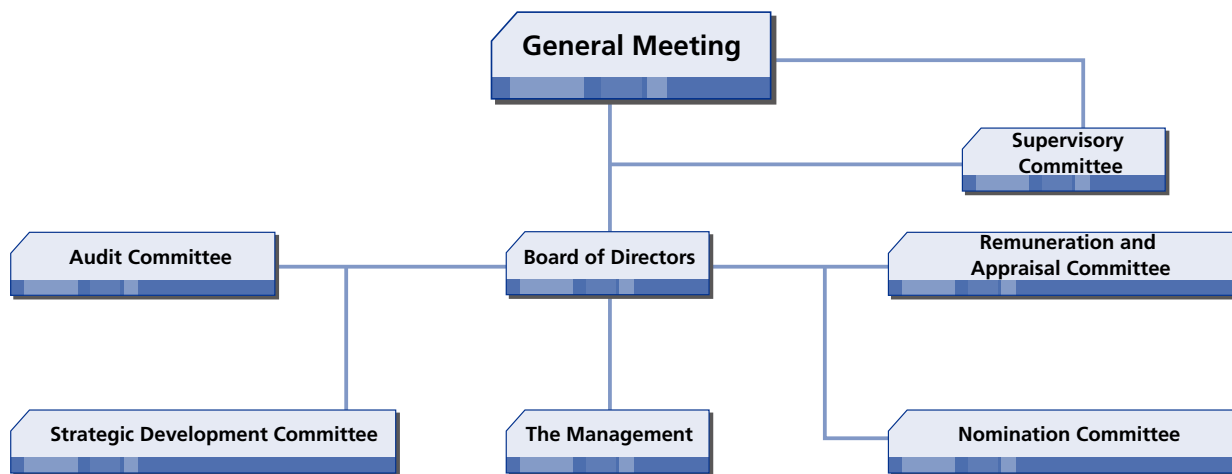 General Meeting
Supervisory
Committee
Audit Committee
Board of Directors
Remuneration and
Appraisal Committee
Strategic Development Committee
The Management
Nomination Committee